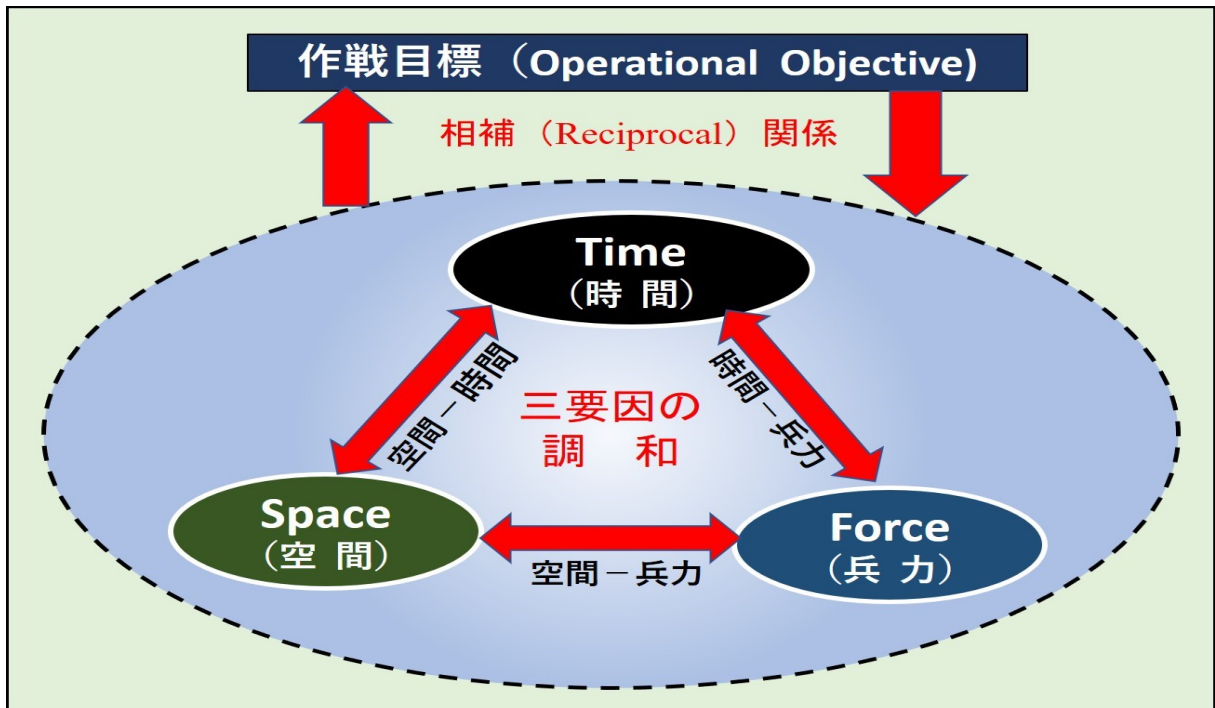 作戦目標（Operational Objective)
相補（Reciprocal）関係
Time
（時 間）
空間－時間
三要因の
調 和
時間－兵力
Space
（空 間）
Force
（兵 力）
空間－兵力